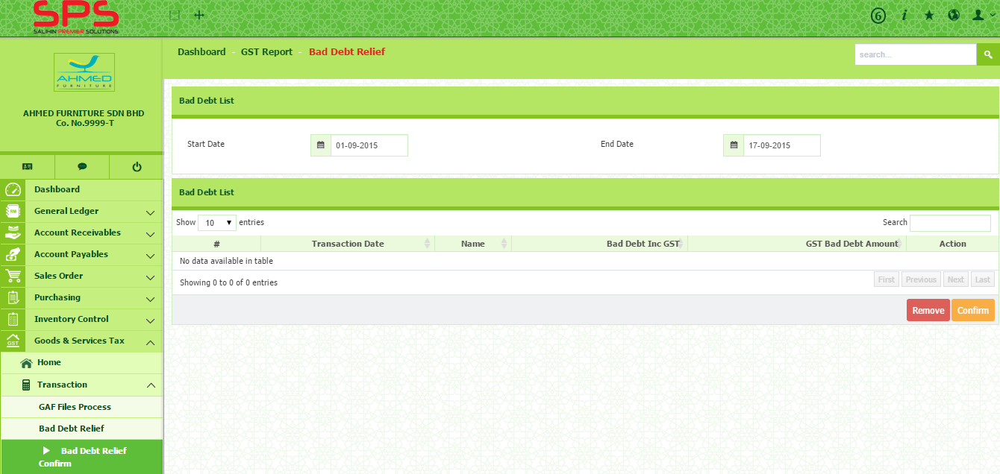 SPS
SALIHIN PREMIER SOLUTIONS
6 i
Dashboard - GST Report - Bad Debt Relief
search...
AHMED
FURNITURE
AHMED FURNITURE SDN BHD
Co. No.9999-T
Dashboard
General Ledger
RM
Account Receivables
Account Payables
Sales Order
Purchasing
Inventory Control
Goods & Services Tax
GST
Home
Transaction
GAF Files Process
Bad Debt Relief
Bad Debt Relief
Confirm
Bad Debt List
Start Date 01-09-2015 End Date 17-09-2015
Bad Debt List
Show 10 entries Search
# Transaction Date Name Bad Debt Inc GST GST Bad Debt Amount Action
No data available in table
Showing 0 to 0 of 0 entries First Previous Next Last
Remove Confirm